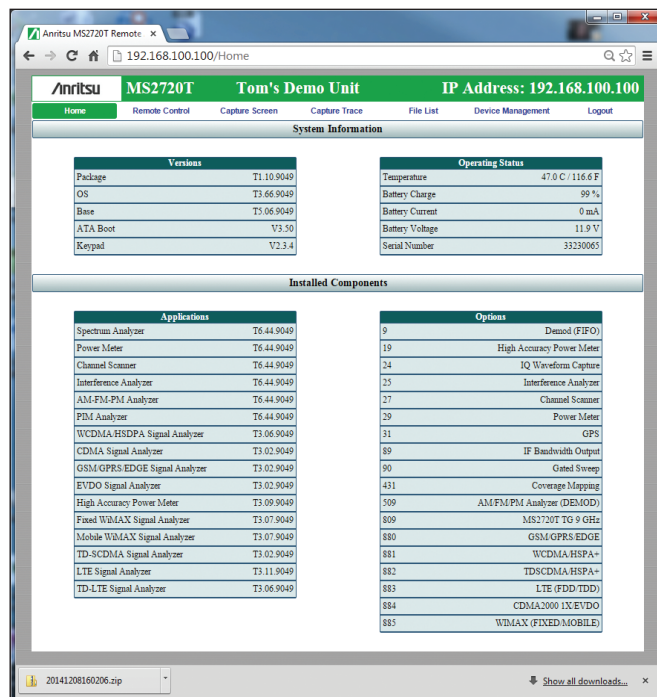 Anritsu MS2720T Remote
192.168.100.100/Home
Anritsu MS2720T Tom's Demo Unit IP Address: 192.168.100.100
Home Remote Control Capture Screen Capture Trace File List Device Management Logout
System Information
Versions
Package T1.10.9049
OS T3.66.9049
Base T5.06.9049
ATA Boot V3.50
Keypad V2.3.4
Operating Status
Temperature 47.0 C / 116.6 F
Battery Charge 99 %
Battery Current 0 mA
Battery Voltage 11.9 V
Serial Number 33230065
Installed Components
Applications
Spectrum Analyzer T6.44.9049
Power Meter T6.44.9049
Channel Scanner T6.44.9049
Interference Analyzer T6.44.9049
AM-FM-PM Analyzer T6.44.9049
PIM Analyzer T6.44.9049
WCDMA/HSDPA Signal Analyzer T3.06.9049
CDMA Signal Analyzer T3.02.9049
GSM/GPRS/EDGE Signal Analyzer T3.02.9049
EVDO Signal Analyzer T3.02.9049
High Accuracy Power Meter T3.09.9049
Fixed WiMAX Signal Analyzer T3.07.9049
Mobile WiMAX Signal Analyzer T3.07.9049
TD-SCDMA Signal Analyzer T3.02.9049
LTE Signal Analyzer T3.11.9049
TD-LTE Signal Analyzer T3.06.9049
Options
9 Demod (FIFO)
19 High Accuracy Power Meter
24 IQ Waveform Capture
25 Interference Analyzer
27 Channel Scanner
29 Power Meter
31 GPS
89 IF Bandwidth Output
90 Gated Sweep
431 Coverage Mapping
509 AM/FM/PM Analyzer (DEMOD)
809 MS2720T TG 9 GHz
880 GSM/GPRS/EDGE
881 WCDMA/HSPA+
882 TDSCDMA/HSPA+
883 LTE (FDD/TDD)
884 CDMA2000 1X/EVDO
885 WIMAX (FIXED/MOBILE)
20141208160206.zip
Show all downloads...